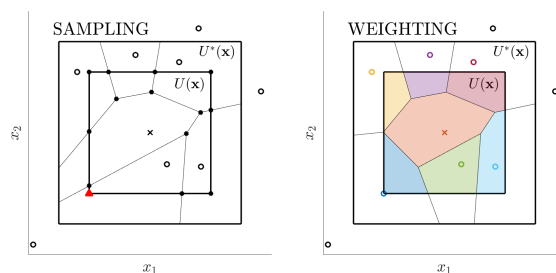 SAMPLING
U*(x)
U(x)
x₂
x₁
WEIGHTING
U*(x)
U(x)
x₂
x₁